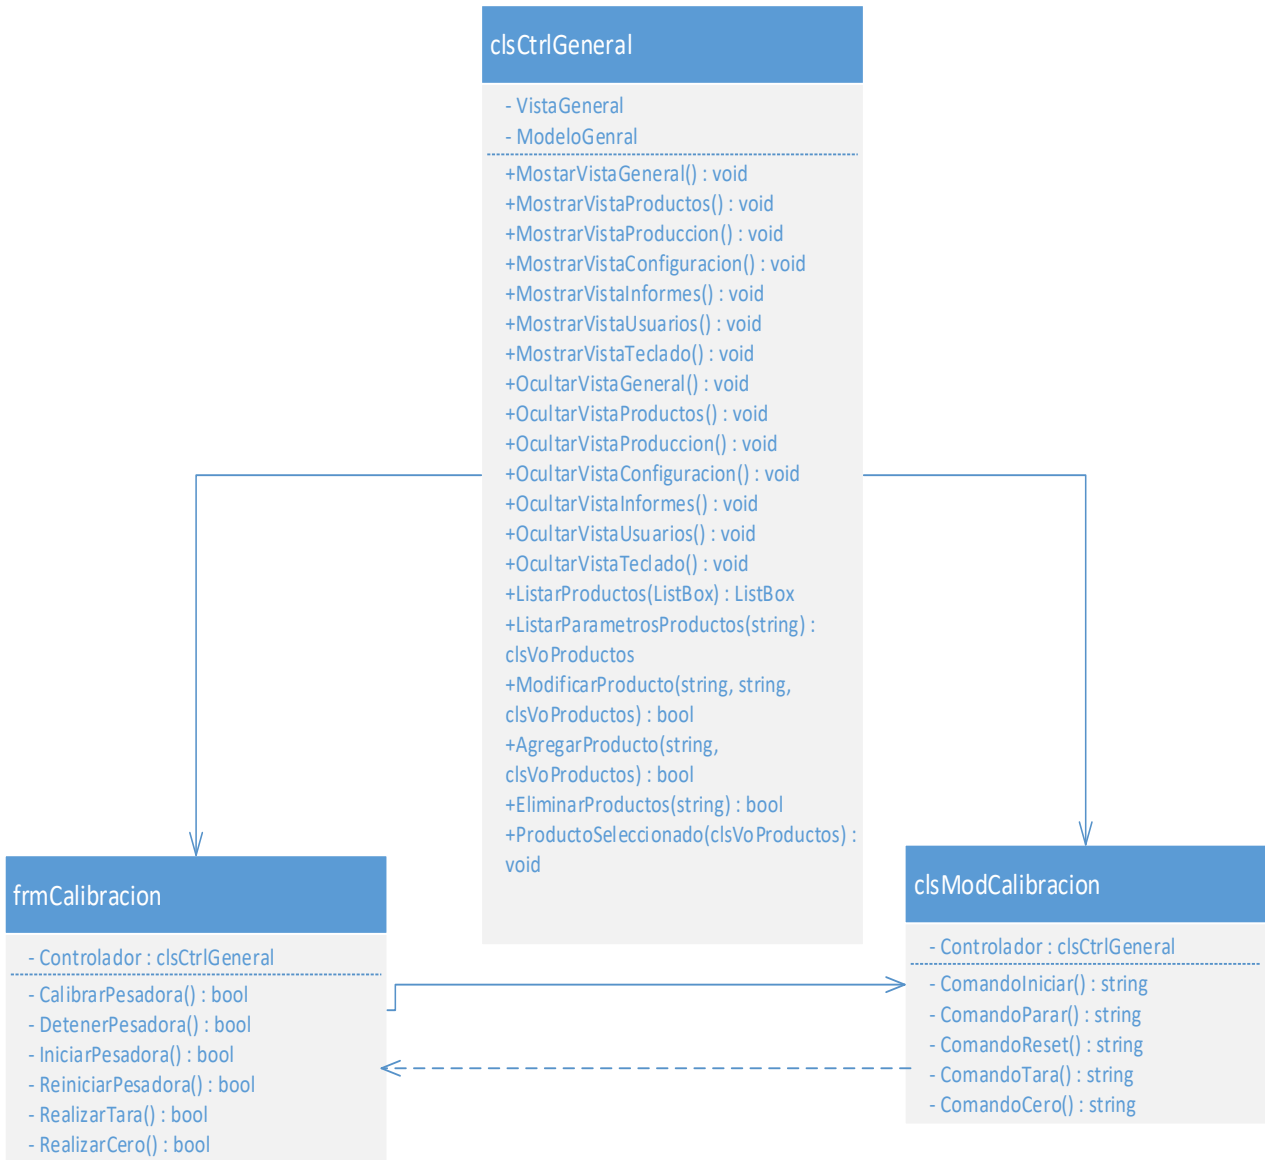 clsCtrlGeneral
- VistaGeneral
- ModeloGenral
+MostarVistaGeneral() : void
+MostrarVistaProductos() : void
+MostrarVistaProduccion() : void
+MostrarVistaConfiguracion() : void
+MostrarVistaInformes() : void
+MostrarVistaUsuarios() : void
+MostrarVistaTeclado() : void
+OcultarVistaGeneral() : void
+OcultarVistaProductos() : void
+OcultarVistaProduccion() : void
+OcultarVistaConfiguracion() : void
+OcultarVistaInformes() : void
+OcultarVistaUsuarios() : void
+OcultarVistaTeclado() : void
+ListarProductos(ListBox) : ListBox
+ListarParametrosProductos(string) :
clsVoProductos
+ModificarProducto(string, string,
clsVoProductos) : bool
+AgregarProducto(string,
clsVoProductos) : bool
+EliminarProductos(string) : bool
+ProductoSeleccionado(clsVoProductos) :
void
frmCalibracion
- Controlador : clsCtrlGeneral
- CalibrarPesadora() : bool
- DetenerPesadora() : bool
- IniciarPesadora() : bool
- ReiniciarPesadora() : bool
- RealizarTara() : bool
- RealizarCero() : bool
clsModCalibracion
- Controlador : clsCtrlGeneral
- ComandoIniciar() : string
- ComandoParar() : string
- ComandoReset() : string
- ComandoTara() : string
- ComandoCero() : string